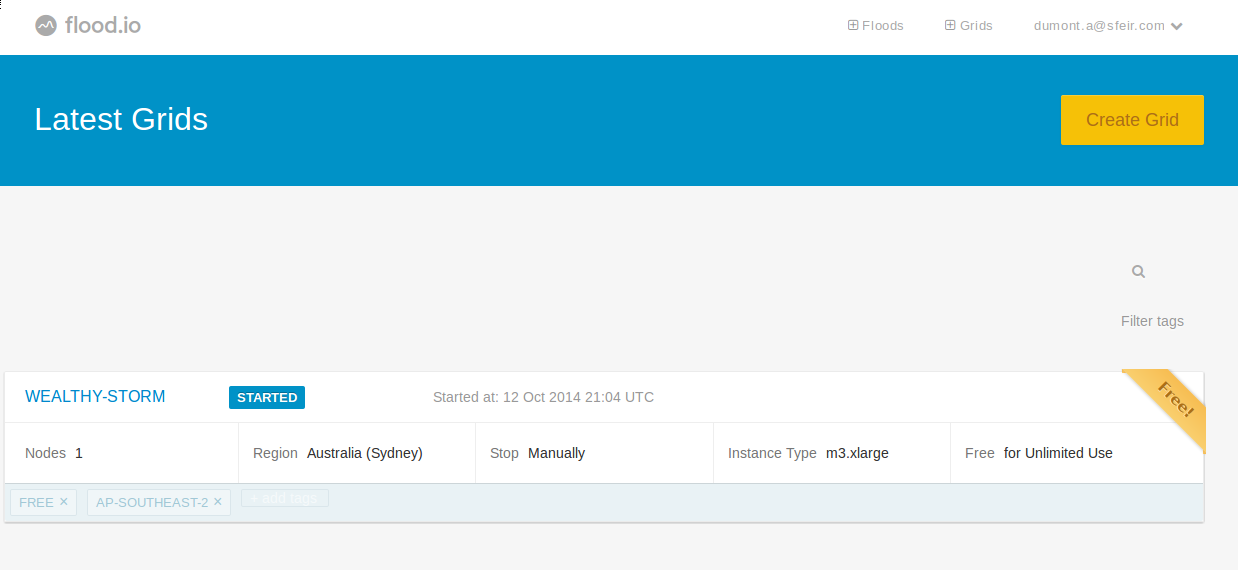 flood.io Floods Grids dumont.a@sfeir.com
Latest Grids Create Grid
Filter tags
WEALTHY-STORM STARTED Started at: 12 Oct 2014 21:04 UTC Free!
Nodes 1 Region Australia (Sydney) Stop Manually Instance Type m3.xlarge Free for Unlimited Use
FREE × AP-SOUTHEAST-2 × + add tags